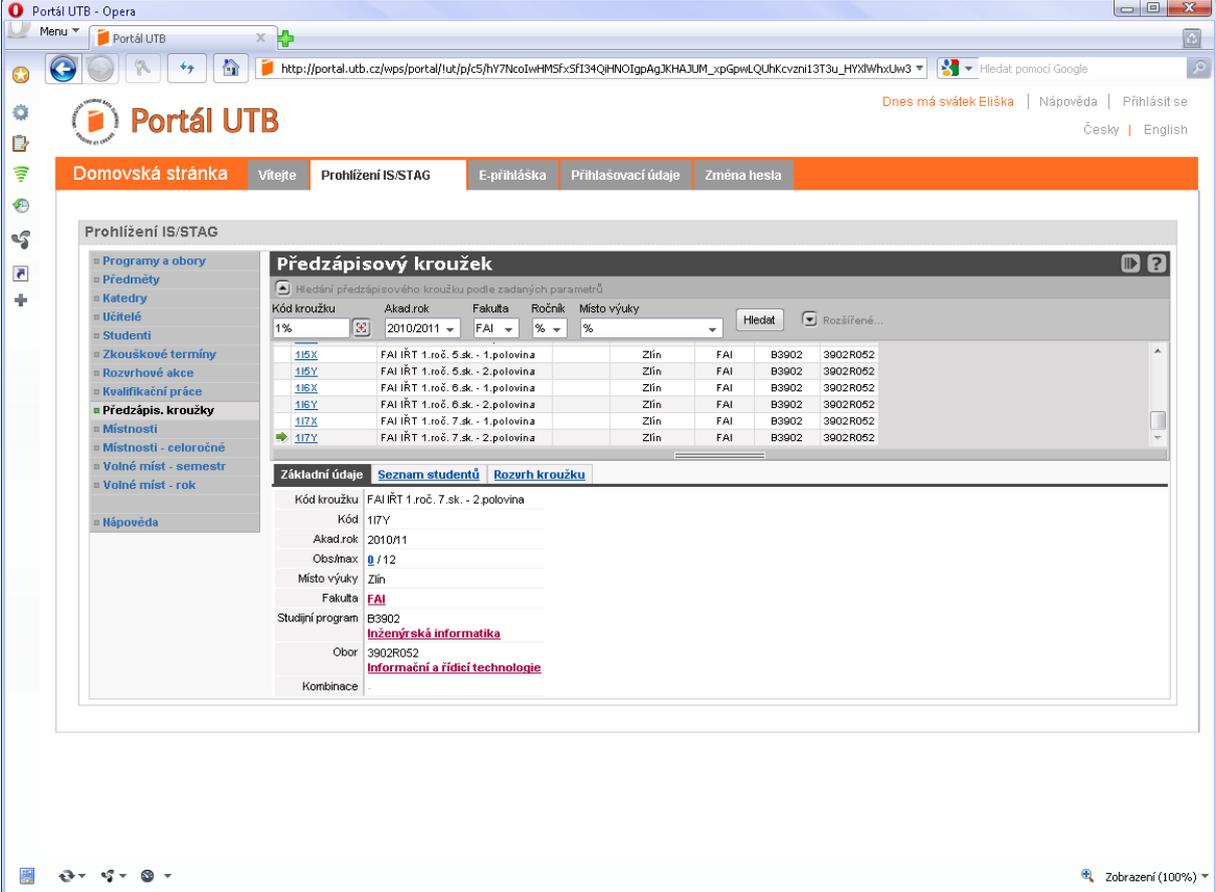 Portál UTB - Opera
Menu
Portál UTB
http://portal.utb.cz/wps/portal/!ut/p/c5/hY7NcoIwHMSfxSfI34QiHNOIgpAgJKHAJUM_xpGpwLQUhKcvzni13T3u_HYXlWhxUw3
Hledat pomocí Google
Portál UTB
Dnes má svátek Eliška | Nápověda | Přihlásit se
Česky | English
Domovská stránka Vítejte Prohlížení IS/STAG E-přihláška Přihlašovací údaje Změna hesla
Prohlížení IS/STAG
Programy a obory
Předměty
Katedry
Učitelé
Studenti
Zkouškové termíny
Rozvrhové akce
Kvalifikační práce
Předzápis. kroužky
Místnosti
Místnosti - celoročně
Volné míst - semestr
Volné míst - rok
Nápověda
Předzápisový kroužek
Hledání předzápisového kroužku podle zadaných parametrů
Kód kroužku Akad.rok Fakulta Ročník Místo výuky
1% 2010/2011 FAI % % Hledat Rozšířené...
1I5X FAI IŘT 1.roč. 5.sk. - 1.polovina Zlín FAI B3902 3902R052
1I5Y FAI IŘT 1.roč. 5.sk. - 2.polovina Zlín FAI B3902 3902R052
1I6X FAI IŘT 1.roč. 6.sk. - 1.polovina Zlín FAI B3902 3902R052
1I6Y FAI IŘT 1.roč. 6.sk. - 2.polovina Zlín FAI B3902 3902R052
1I7X FAI IŘT 1.roč. 7.sk. - 1.polovina Zlín FAI B3902 3902R052
1I7Y FAI IŘT 1.roč. 7.sk. - 2.polovina Zlín FAI B3902 3902R052
Základní údaje Seznam studentů Rozvrh kroužku
Kód kroužku FAI IŘT 1.roč. 7.sk. - 2.polovina
Kód 1I7Y
Akad.rok 2010/11
Obs/max 0 / 12
Místo výuky Zlín
Fakulta FAI
Studijní program B3902
Inženýrská informatika
Obor 3902R052
Informační a řídicí technologie
Kombinace -
Zobrazení (100%)